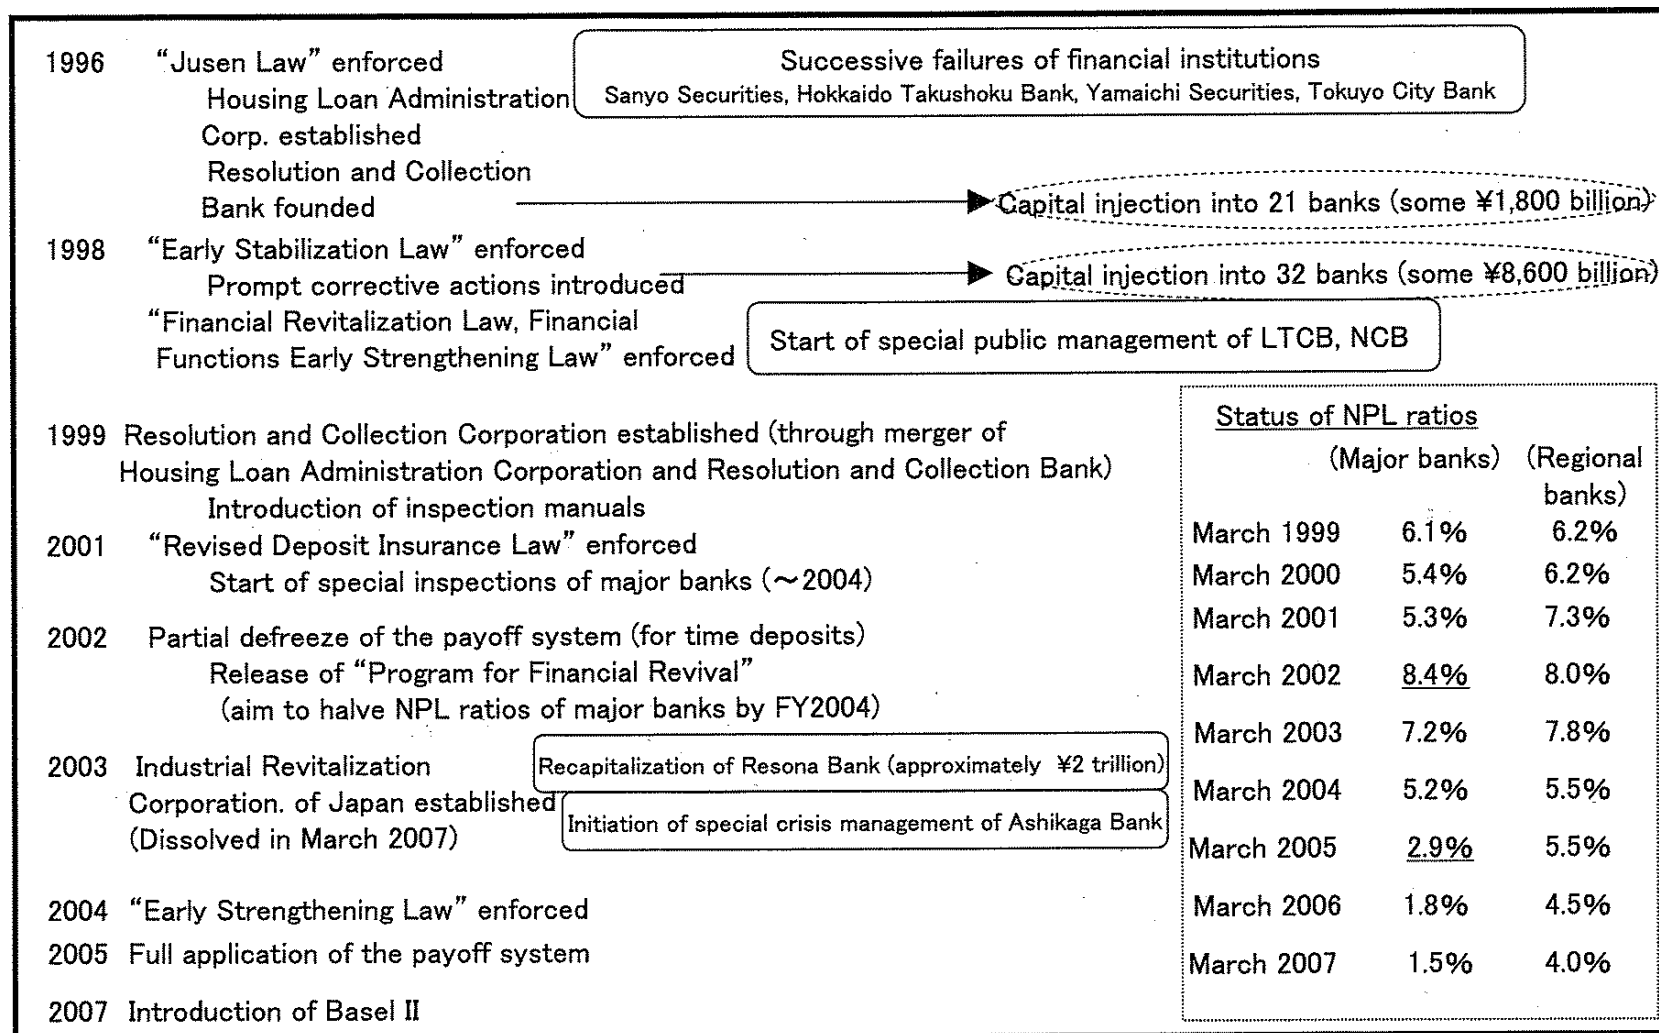 1996 “Jusen Law” enforced
Housing Loan Administration
Corp. established
Resolution and Collection
Bank founded
Successive failures of financial institutions
Sanyo Securities, Hokkaido Takushoku Bank, Yamaichi Securities, Tokuyo City Bank
Capital injection into 21 banks (some ¥1,800 billion)
1998 “Early Stabilization Law” enforced
Prompt corrective actions introduced
Capital injection into 32 banks (some ¥8,600 billion)
“Financial Revitalization Law, Financial
Functions Early Strengthening Law” enforced
Start of special public management of LTCB, NCB
1999 Resolution and Collection Corporation established (through merger of
Housing Loan Administration Corporation and Resolution and Collection Bank)
Introduction of inspection manuals
2001 “Revised Deposit Insurance Law” enforced
Start of special inspections of major banks (～2004)
2002 Partial defreeze of the payoff system (for time deposits)
Release of “Program for Financial Revival”
(aim to halve NPL ratios of major banks by FY2004)
2003 Industrial Revitalization
Corporation. of Japan established
(Dissolved in March 2007)
Recapitalization of Resona Bank (approximately ¥2 trillion)
Initiation of special crisis management of Ashikaga Bank
2004 “Early Strengthening Law” enforced
2005 Full application of the payoff system
2007 Introduction of Basel II
Status of NPL ratios
(Major banks) (Regional
banks)
March 1999 6.1% 6.2%
March 2000 5.4% 6.2%
March 2001 5.3% 7.3%
March 2002 8.4% 8.0%
March 2003 7.2% 7.8%
March 2004 5.2% 5.5%
March 2005 2.9% 5.5%
March 2006 1.8% 4.5%
March 2007 1.5% 4.0%